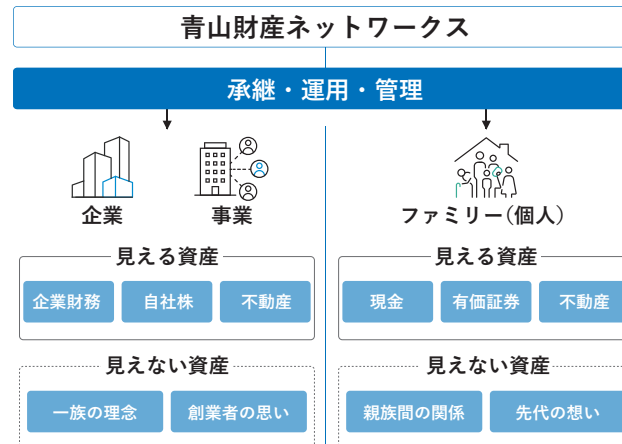 青山財産ネットワークス
承継・運用・管理
企業
事業
見える資産
企業財務
自社株
不動産
見えない資産
一族の理念
創業者の思い
ファミリー(個人)
見える資産
現金
有価証券
不動産
見えない資産
親族間の関係
先代の想い